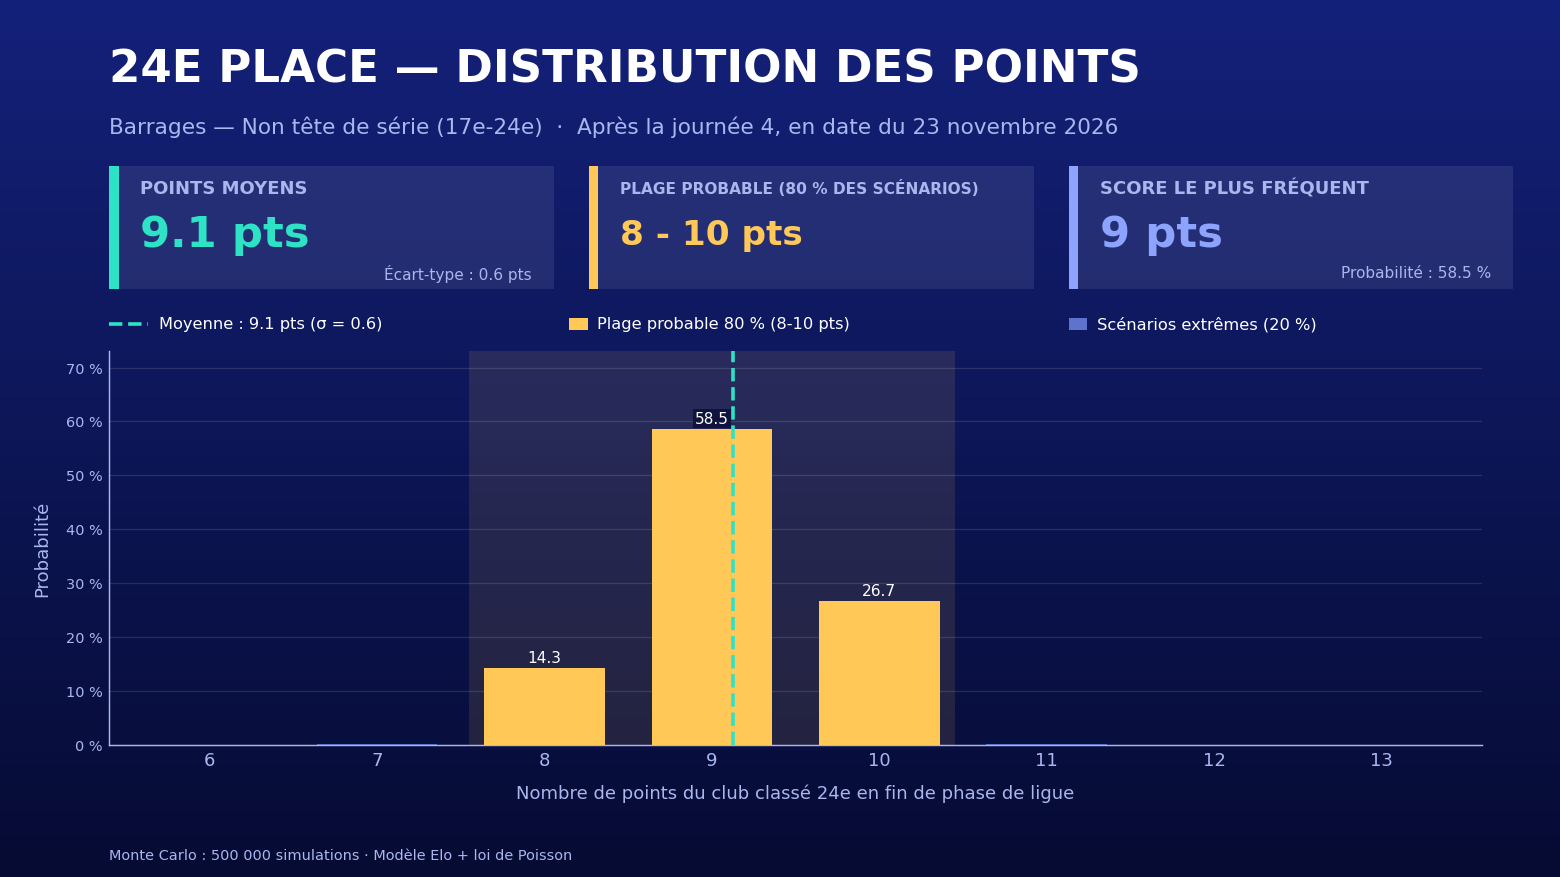 24E PLACE — DISTRIBUTION DES POINTS
Barrages — Non tête de série (17e-24e)  ·  Après la journée 4, en date du 23 novembre 2026
POINTS MOYENS
9.1 pts
Écart-type : 0.6 pts
PLAGE PROBABLE (80 % DES SCÉNARIOS)
8 - 10 pts
SCORE LE PLUS FRÉQUENT
9 pts
Probabilité : 58.5 %
Moyenne : 9.1 pts (σ = 0.6)
Plage probable 80 % (8-10 pts)
Scénarios extrêmes (20 %)
Probabilité
70 %
60 %
50 %
40 %
30 %
20 %
10 %
0 %
14.3
58.5
26.7
6 7 8 9 10 11 12 13
Nombre de points du club classé 24e en fin de phase de ligue
Monte Carlo : 500 000 simulations · Modèle Elo + loi de Poisson